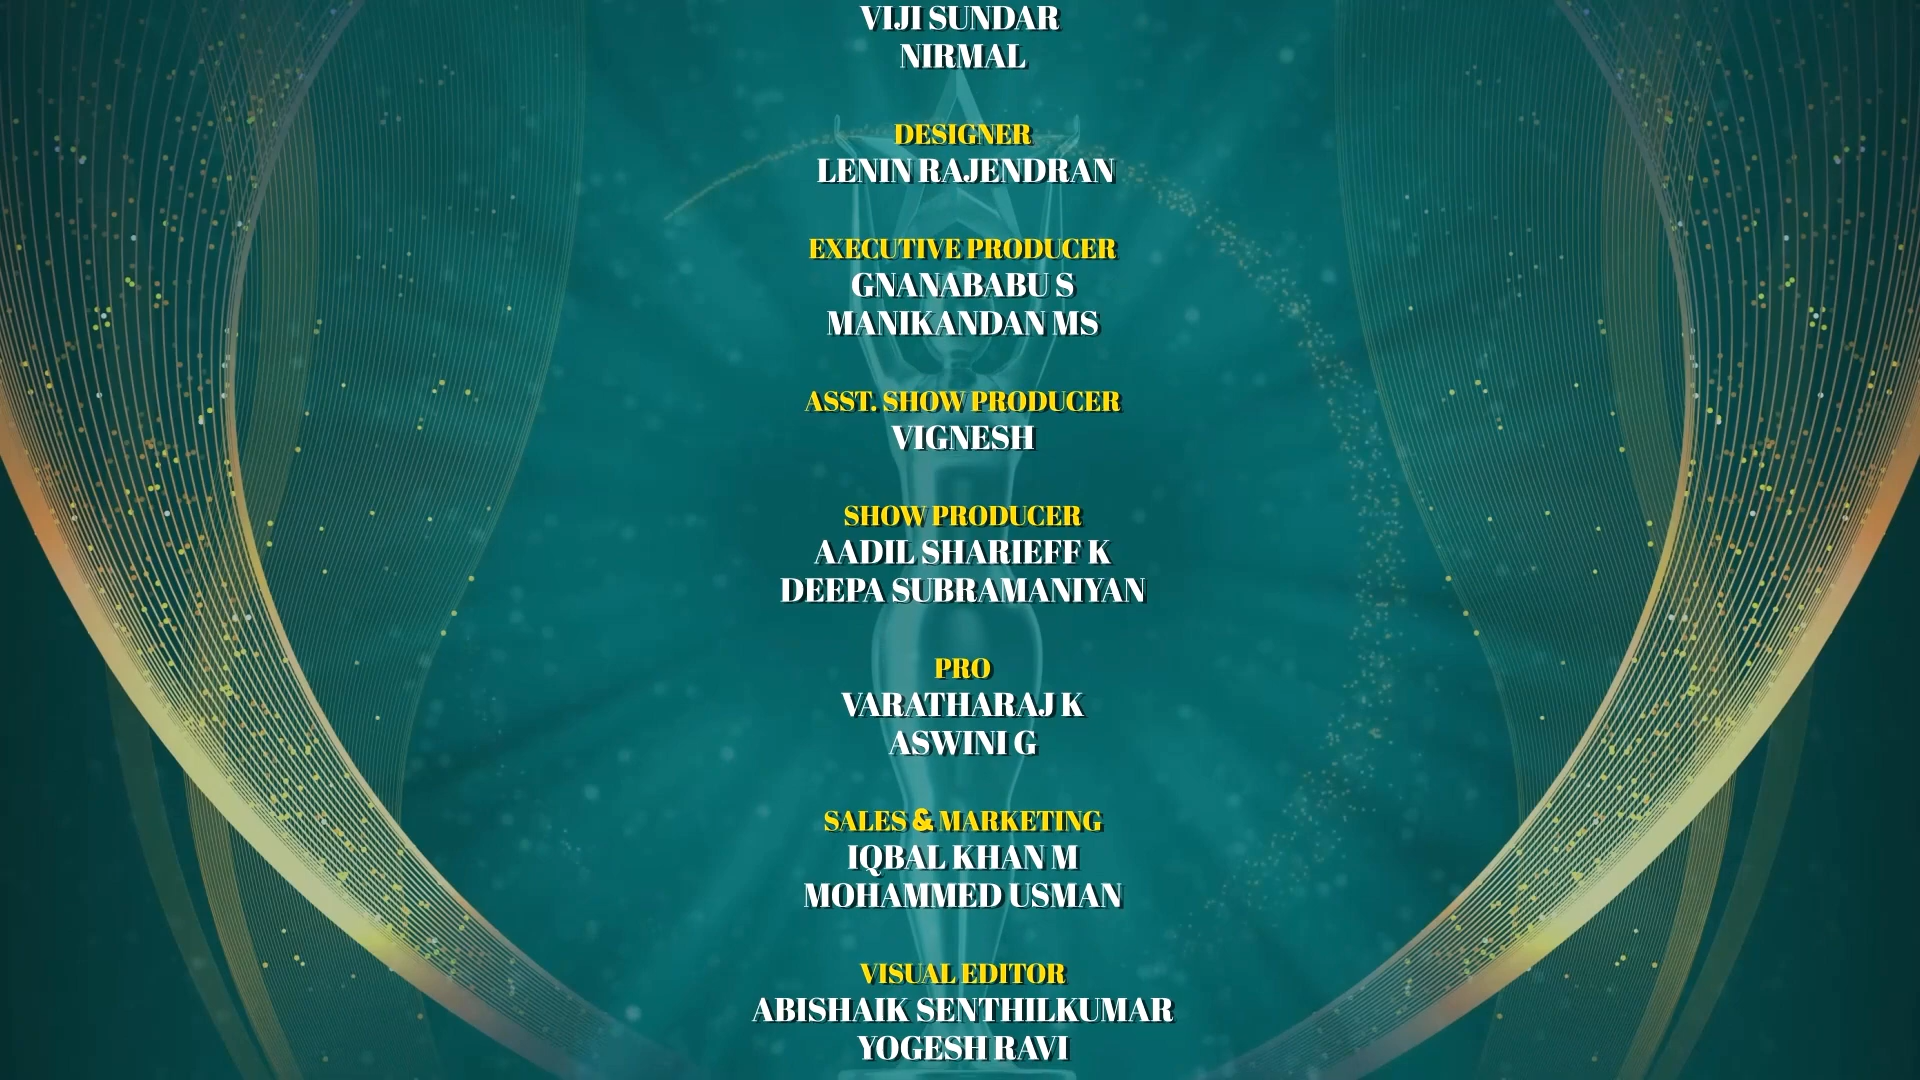 VIJI SUNDAR
NIRMAL
DESIGNER
LENIN RAJENDRAN
EXECUTIVE PRODUCER
GNANABABU S
MANIKANDAN MS
ASST. SHOW PRODUCER
VIGNESH
SHOW PRODUCER
AADIL SHARIEFF K
DEEPA SUBRAMANIYAN
PRO
VARATHARAJ K
ASWINI G
SALES & MARKETING
IQBAL KHAN M
MOHAMMED USMAN
VISUAL EDITOR
ABISHAIK SENTHILKUMAR
YOGESH RAVI